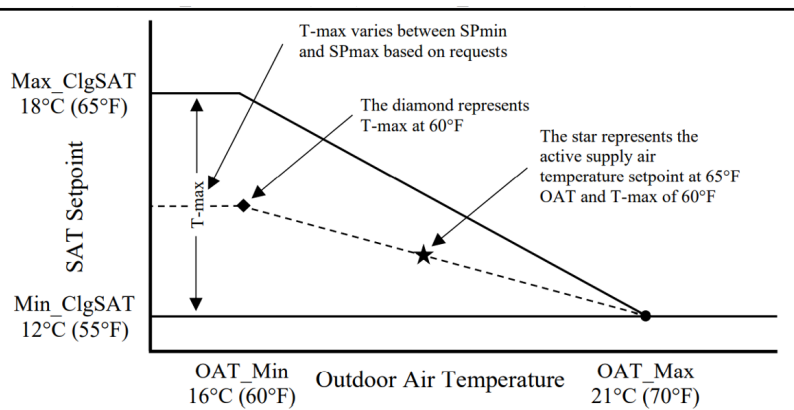 T-max varies between SPmin
and SPmax based on requests
Max_ClgSAT
18°C (65°F)
The diamond represents
T-max at 60°F
The star represents the
active supply air
temperature setpoint at 65°F
OAT and T-max of 60°F
SAT Setpoint
T-max
Min_ClgSAT
12°C (55°F)
OAT_Min
16°C (60°F)
Outdoor Air Temperature
OAT_Max
21°C (70°F)